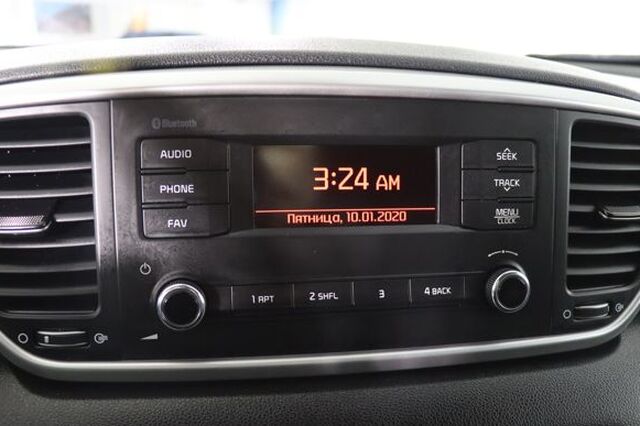 Bluetooth
AUDIO
PHONE
FAV
3:24 AM
Пятница, 10.01.2020
SEEK
TRACK
MENU
CLOCK
1 RPT
2 SHFL
3
4 BACK